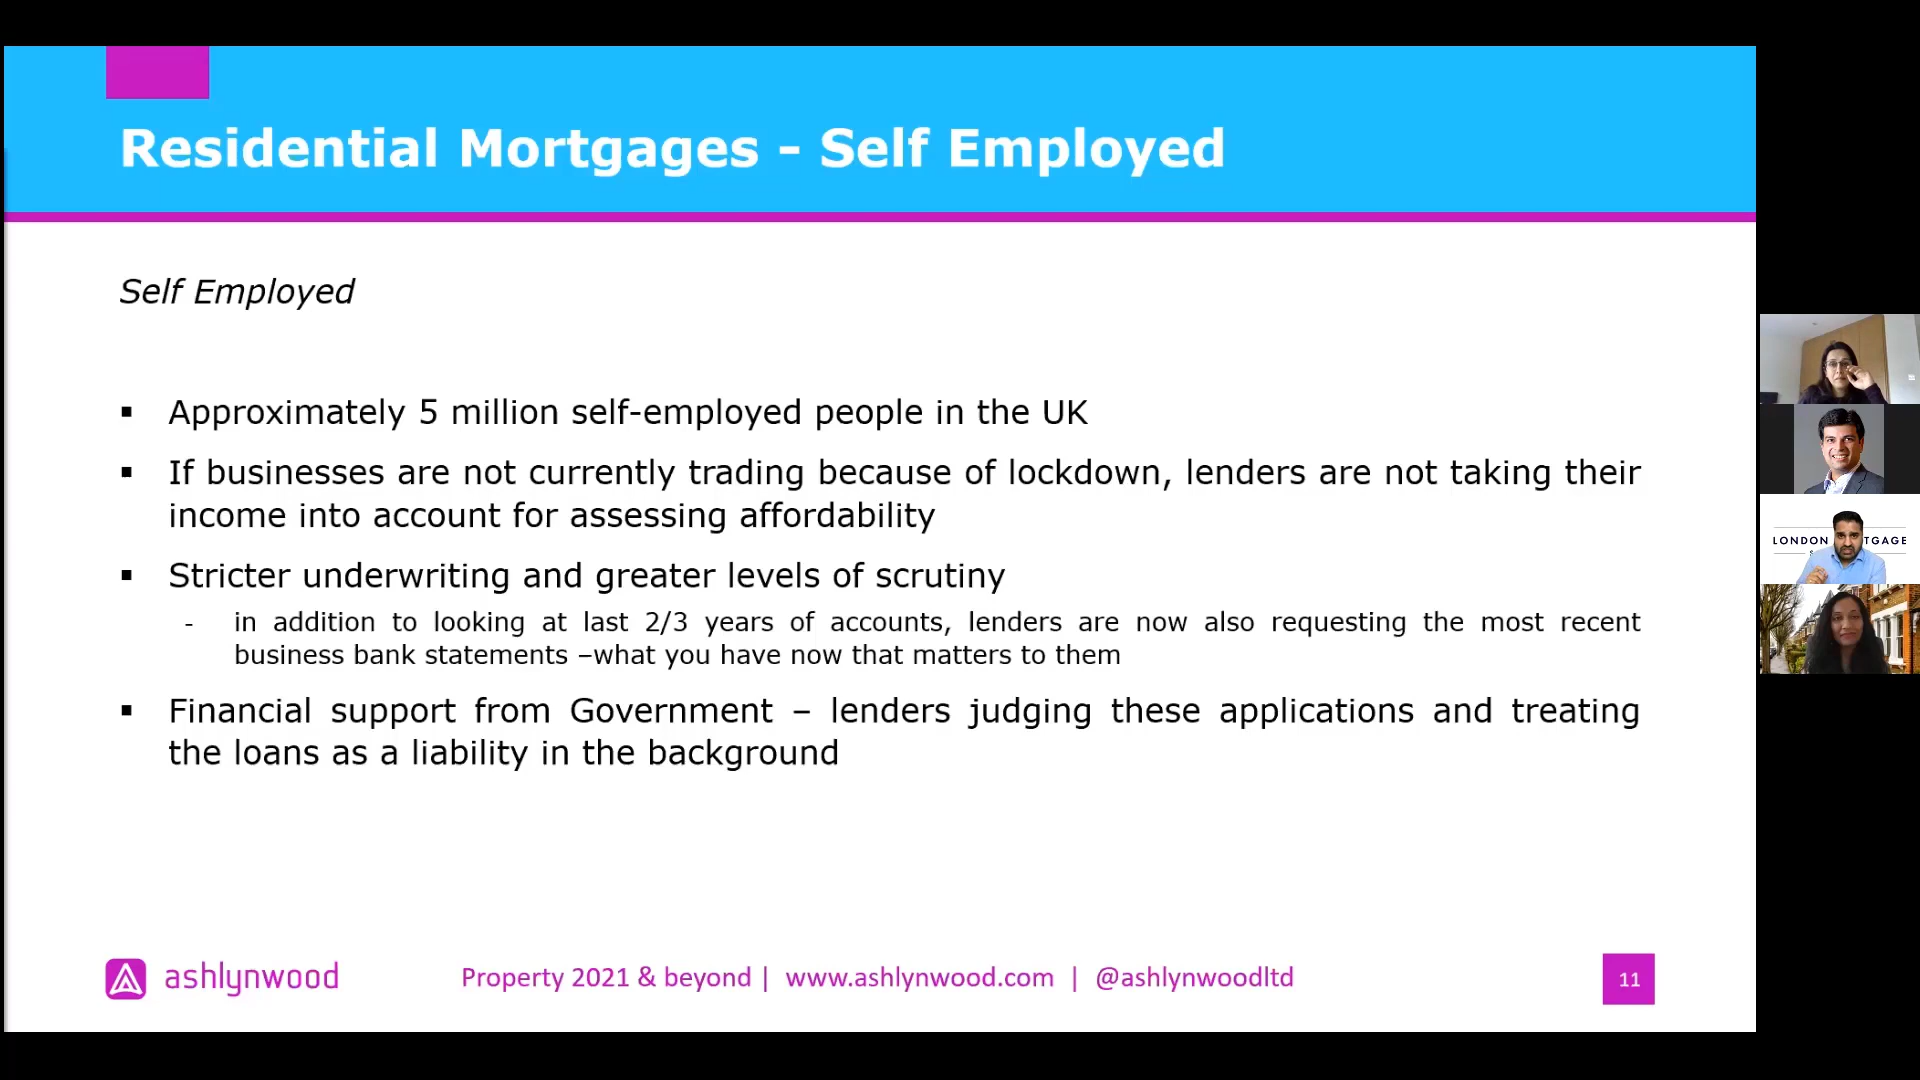 Residential Mortgages - Self Employed
Self Employed
▪ Approximately 5 million self-employed people in the UK
▪ If businesses are not currently trading because of lockdown, lenders are not taking their
income into account for assessing affordability
▪ Stricter underwriting and greater levels of scrutiny
- in addition to looking at last 2/3 years of accounts, lenders are now also requesting the most recent
business bank statements –what you have now that matters to them
▪ Financial support from Government – lenders judging these applications and treating
the loans as a liability in the background
ashlynwood
Property 2021 & beyond | www.ashlynwood.com | @ashlynwoodltd
11
LONDON TGAGE